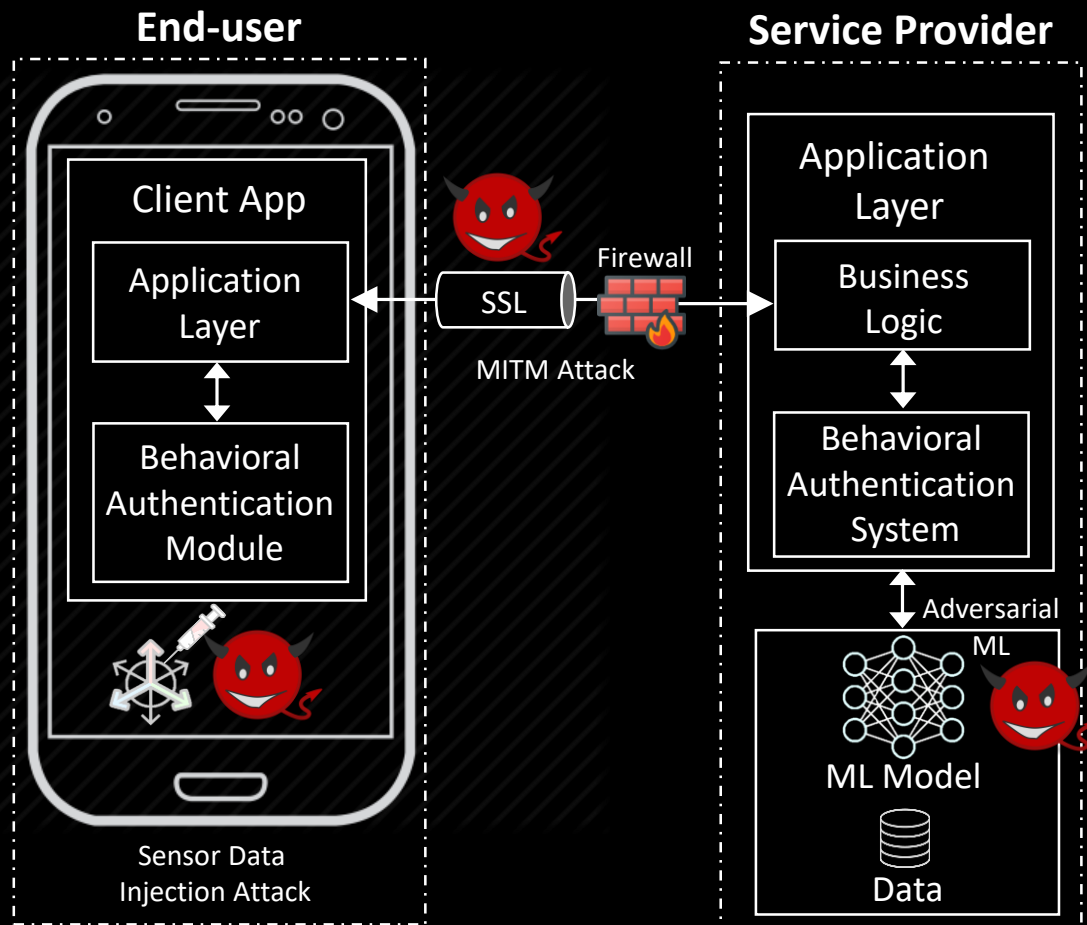 End-user
Client App
Application
Layer
Behavioral
Authentication
Module
Sensor Data
Injection Attack
SSL
MITM Attack
Firewall
Service Provider
Application
Layer
Business
Logic
Behavioral
Authentication
System
Adversarial
ML
ML Model
Data